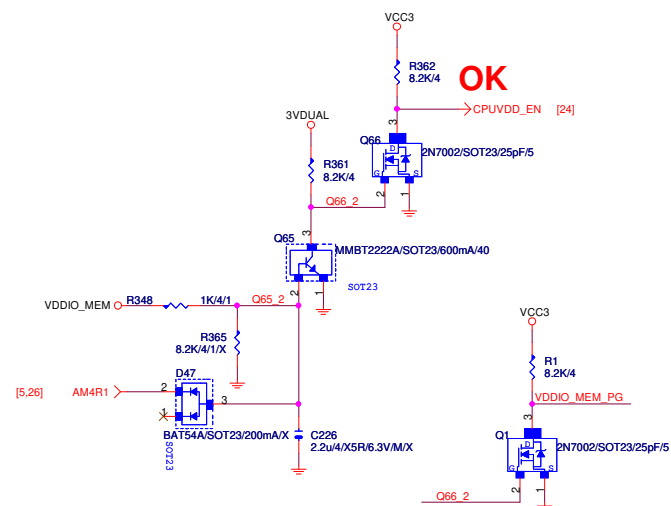 VCC3
R362
8.2K/4
OK
CPUVDD_EN [24]
3VDUAL
3
Q66
D
G
S
2N7002/SOT23/25pF/5
R361
8.2K/4
2
1
Q66_2
3
Q65
MMBT2222A/SOT23/600mA/40
2
1
SOT23
VDDIO_MEM
R348
1K/4/1
Q65_2
R365
8.2K/4/1/X
VCC3
R1
8.2K/4
D47
[5,26]
AM4R1
2
3
1
VDDIO_MEM_PG
BAT54A/SOT23/200mA/X
SOT23
C226
2.2u/4/X5R/6.3V/M/X
3
Q1
D
G
S
2N7002/SOT23/25pF/5
2
1
Q66_2